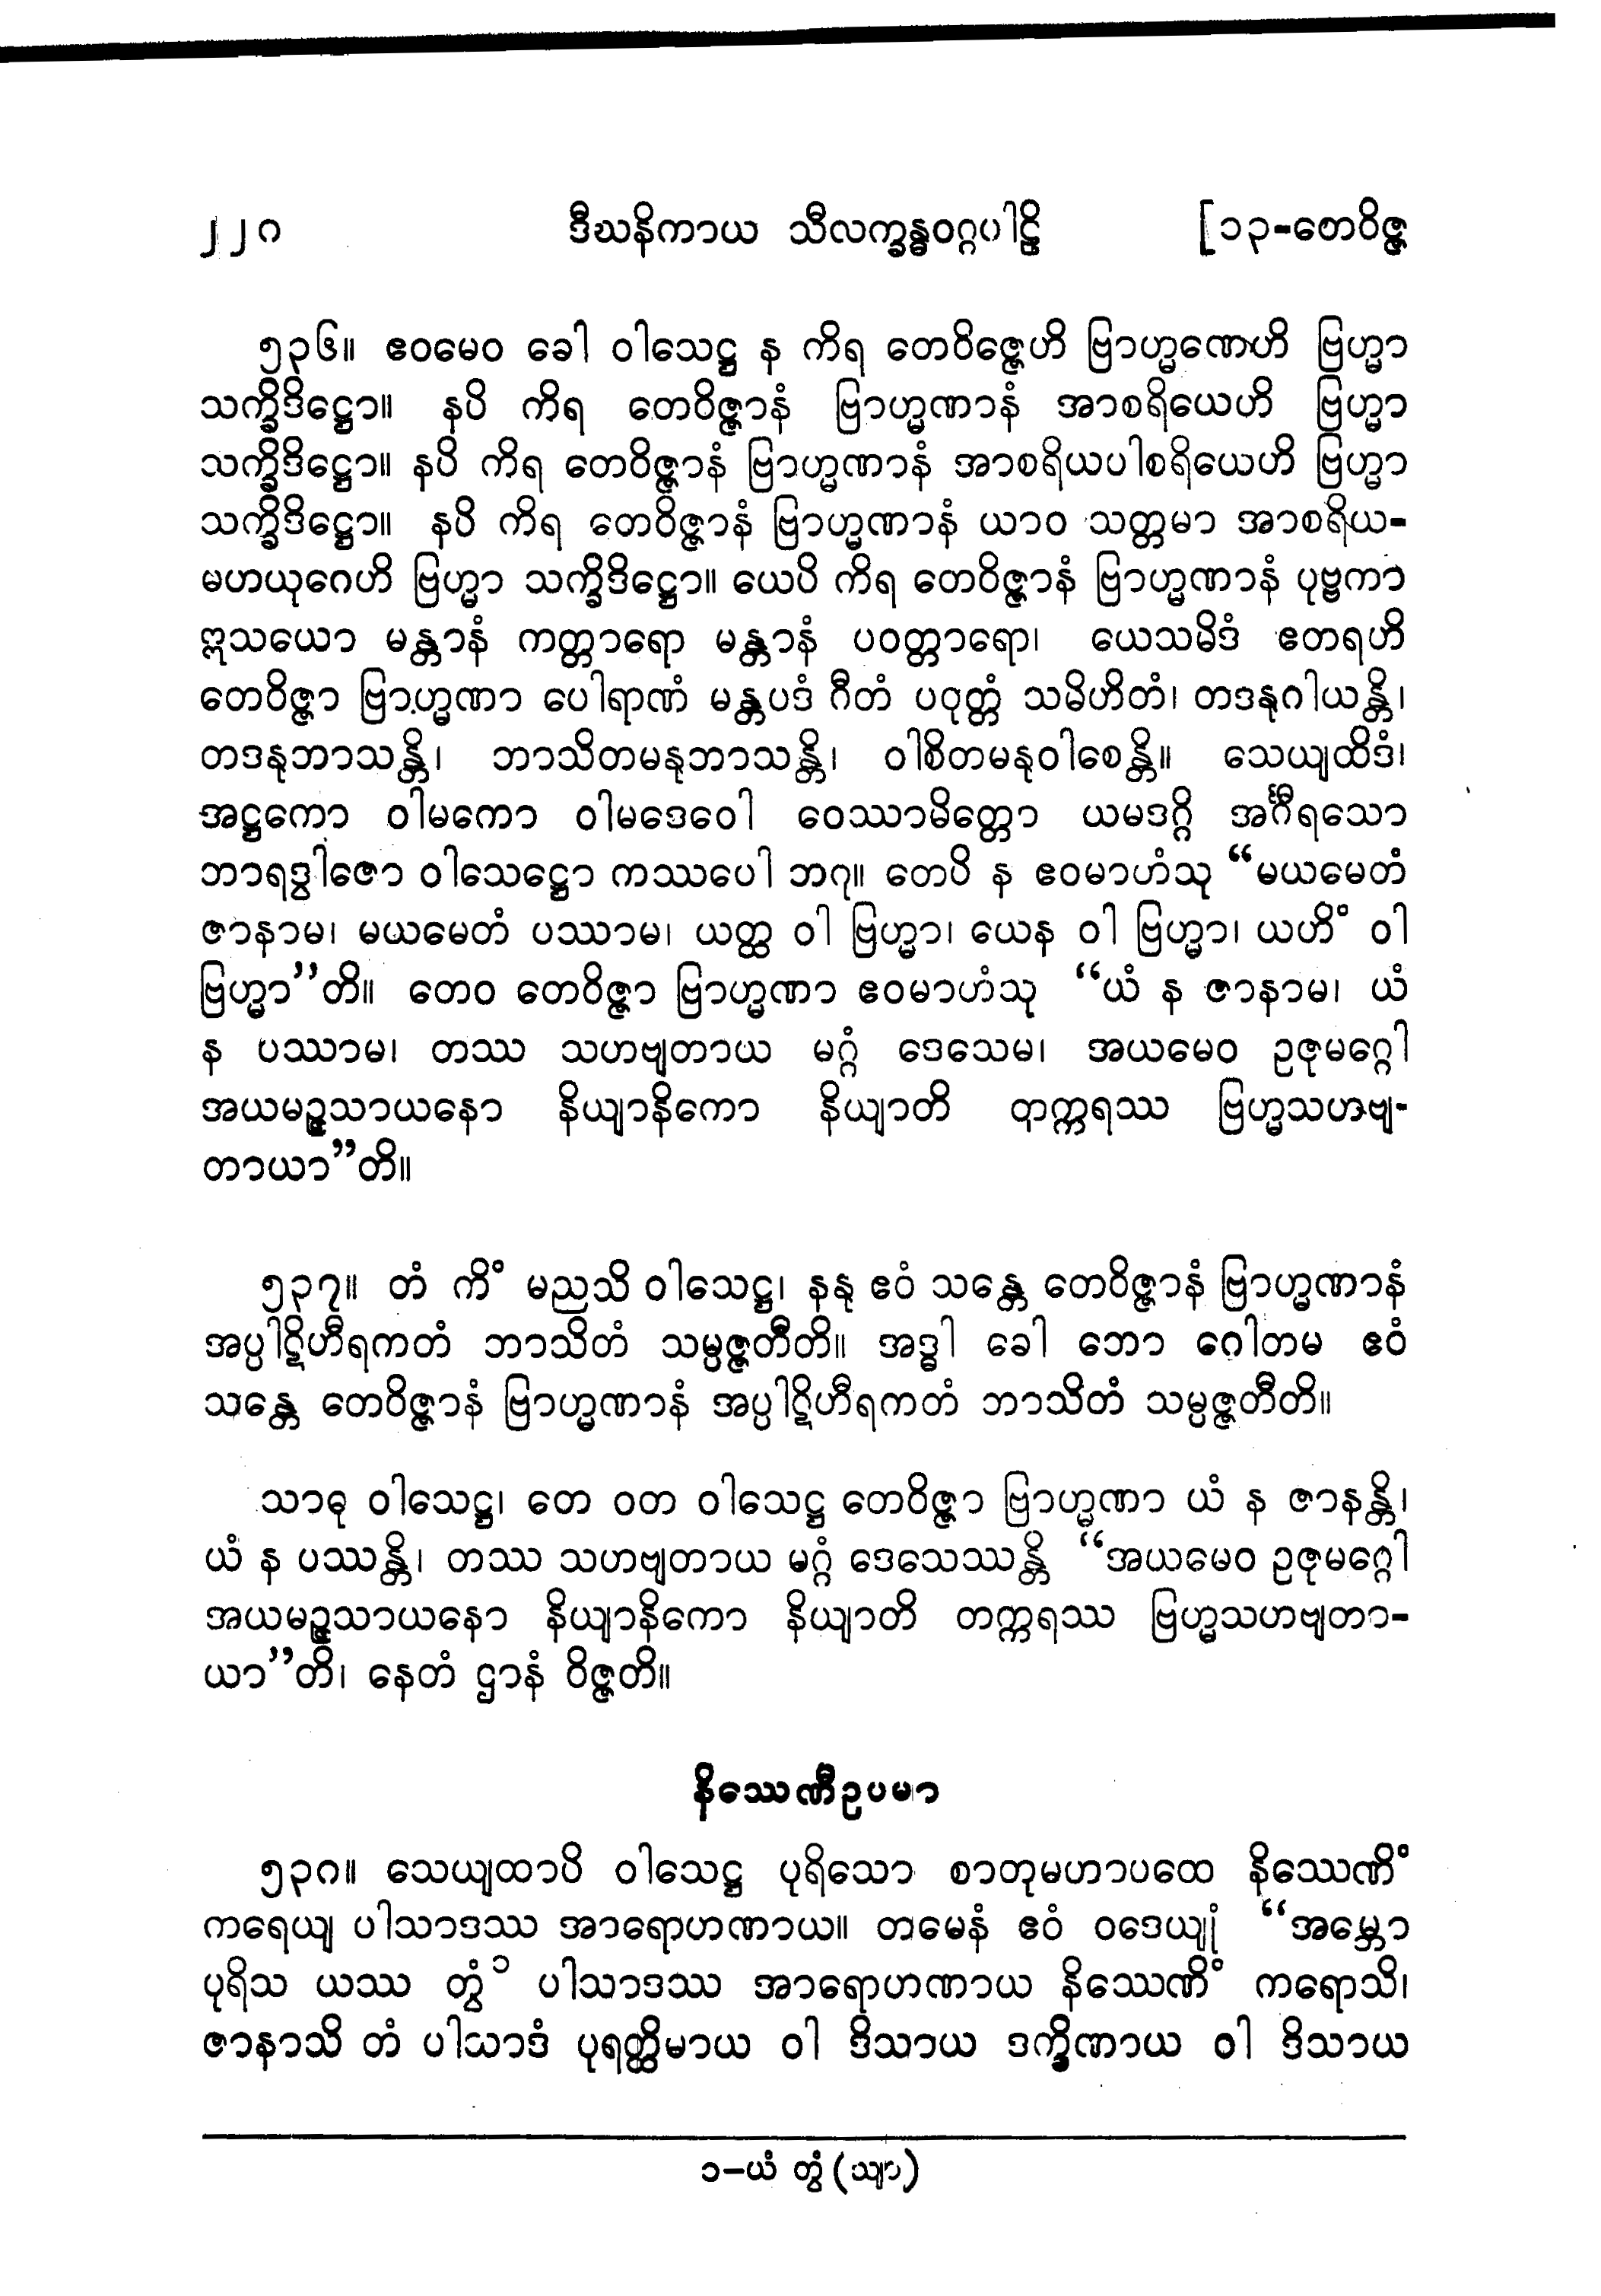 ၂၂၈ ဒီဃနိကာယ သီလက္ခန္ဓဝဂ္ဂပါဠိ [၁၃-တေဝိဇ္ဇ
၅၃၆။ ဧဝမေဝ ခေါ ဝါသေဋ္ဌ န ကိရ တေဝိဇ္ဇေဟိ ဗြာဟ္မဏေဟိ ဗြဟ္မာ
သက္ခိဒိဋ္ဌော။ နပိ ကိရ တေဝိဇ္ဇာနံ ဗြာဟ္မဏာနံ အာစရိယေဟိ ဗြဟ္မာ
သက္ခိဒိဋ္ဌော။ နပိ ကိရ တေဝိဇ္ဇာနံ ဗြာဟ္မဏာနံ အာစရိယပါစရိယေဟိ ဗြဟ္မာ
သက္ခိဒိဋ္ဌော။ နပိ ကိရ တေဝိဇ္ဇာနံ ဗြာဟ္မဏာနံ ယာဝ သတ္တမာ အာစရိယ-
မဟယုဂေဟိ ဗြဟ္မာ သက္ခိဒိဋ္ဌော။ ယေပိ ကိရ တေဝိဇ္ဇာနံ ဗြာဟ္မဏာနံ ပုဗ္ဗကာ
ဣသယော မန္တာနံ ကတ္တာရော မန္တာနံ ပဝတ္တာရော၊ ယေသမိဒံ ဧတရဟိ
တေဝိဇ္ဇာ ဗြာဟ္မဏာ ပေါရာဏံ မန္တပဒံ ဂီတံ ပဝုတ္တံ သမိဟိတံ၊ တဒနုဂါယန္တိ၊
တဒနုဘာသန္တိ၊ ဘာသိတမနုဘာသန္တိ၊ ဝါစိတမနုဝါစေန္တိ။ သေယျထိဒံ၊
အဋ္ဌကော ဝါမကော ဝါမဒေဝေါ ဝေဿာမိတ္တော ယမဒဂ္ဂိ အင်္ဂီရသော
ဘာရဒွါဇော ဝါသေဋ္ဌော ကဿပေါ ဘဂု။ တေပိ န ဧဝမာဟံသု “မယမေတံ
ဇာနာမ၊ မယမေတံ ပဿာမ၊ ယတ္ထ ဝါ ဗြဟ္မာ၊ ယေန ဝါ ဗြဟ္မာ၊ ယဟိံ ဝါ
ဗြဟ္မာ”တိ။ တေဝ တေဝိဇ္ဇာ ဗြာဟ္မဏာ ဧဝမာဟံသု “ယံ န ဇာနာမ၊ ယံ
န ပဿာမ၊ တဿ သဟဗျတာယ မဂ္ဂံ ဒေသေမ၊ အယမေဝ ဥဇုမဂ္ဂေါ
အယမဉ္ဇသာယနော နိယျာနိကော နိယျာတိ တက္ကရဿ ဗြဟ္မသဟဗျ-
တာယာ”တိ။
၅၃၇။ တံ ကိံ မညသိ ဝါသေဋ္ဌ၊ နနု ဧဝံ သန္တေ တေဝိဇ္ဇာနံ ဗြာဟ္မဏာနံ
အပ္ပါဋိဟီရကတံ ဘာသိတံ သမ္ပဇ္ဇတီတိ။ အဒ္ဓါ ခေါ ဘော ဂေါတမ ဧဝံ
သန္တေ တေဝိဇ္ဇာနံ ဗြာဟ္မဏာနံ အပ္ပါဋိဟီရကတံ ဘာသိတံ သမ္ပဇ္ဇတီတိ။
သာဓု ဝါသေဋ္ဌ၊ တေ ဝတ ဝါသေဋ္ဌ တေဝိဇ္ဇာ ဗြာဟ္မဏာ ယံ န ဇာနန္တိ၊
ယံ န ပဿန္တိ၊ တဿ သဟဗျတာယ မဂ္ဂံ ဒေသေဿန္တိ “အယမေဝ ဥဇုမဂ္ဂေါ
အယမဉ္ဇသာယနော နိယျာနိကော နိယျာတိ တက္ကရဿ ဗြဟ္မသဟဗျတာ-
ယာ”တိ၊ နေတံ ဌာနံ ဝိဇ္ဇတိ။
နိဿေဏီဥပမာ
၅၃၈။ သေယျထာပိ ဝါသေဋ္ဌ ပုရိသော စာတုမဟာပထေ နိဿေဏိံ
ကရေယျ ပါသာဒဿ အာရောဟဏာယ။ တမေနံ ဧဝံ ဝဒေယျုံ “အမ္ဘော
ပုရိသ ယဿ တွံ ၁ ပါသာဒဿ အာရောဟဏာယ နိဿေဏိံ ကရောသိ၊
ဇာနာသိ တံ ပါသာဒံ ပုရတ္ထိမာယ ဝါ ဒိသာယ ဒက္ခိဏာယ ဝါ ဒိသာယ
၁–ယံ တွံ (သျာ)